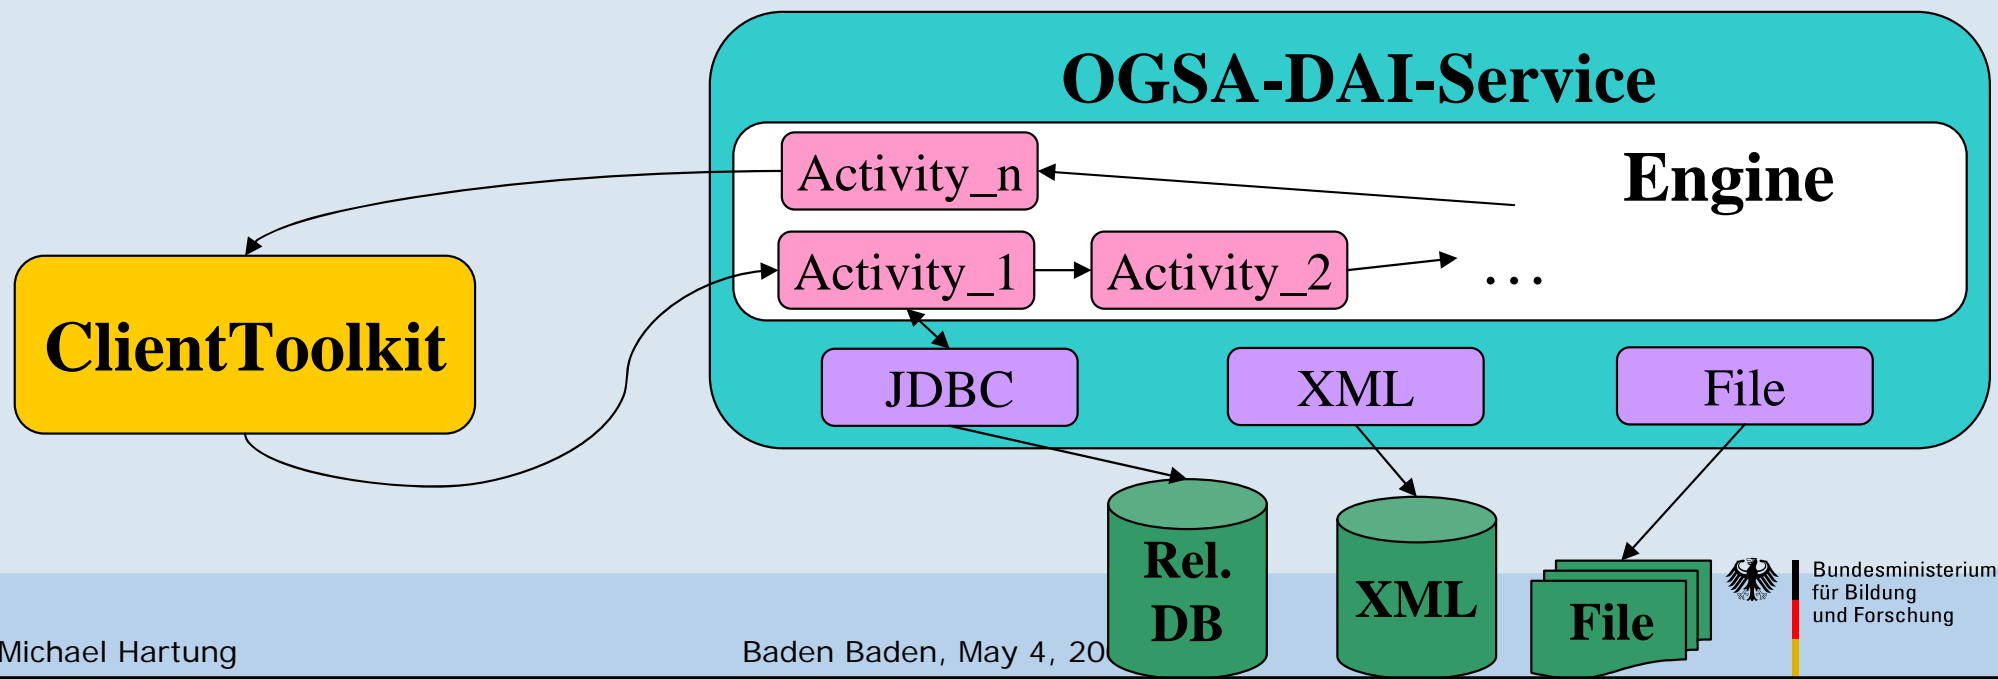 OGSA-DAI-Service
Engine
Activity_n
Activity_1
Activity_2
...
ClientToolkit
JDBC
XML
File
Rel.
DB
XML
File
Bundesministerium
für Bildung
und Forschung
Michael Hartung
Baden Baden, May 4, 20